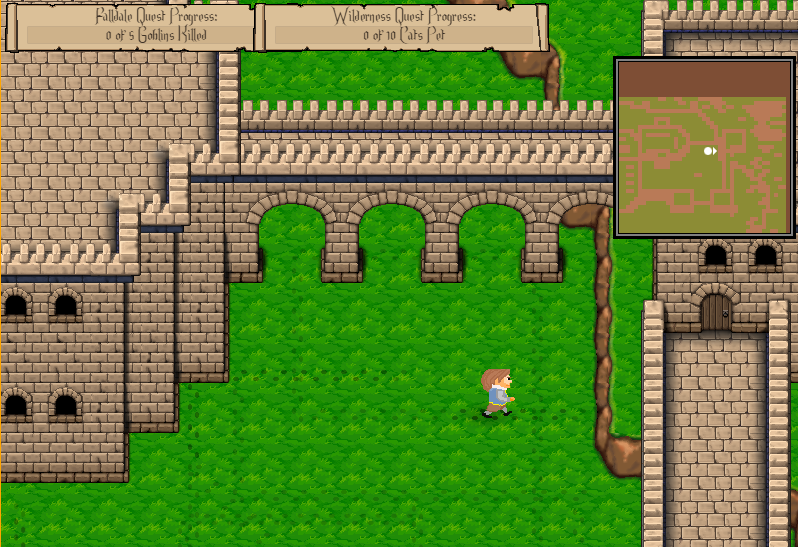 Falldale Quest Progress:
0 of 5 Goblins Killed
Wilderness Quest Progress:
0 of 10 Cats Pet